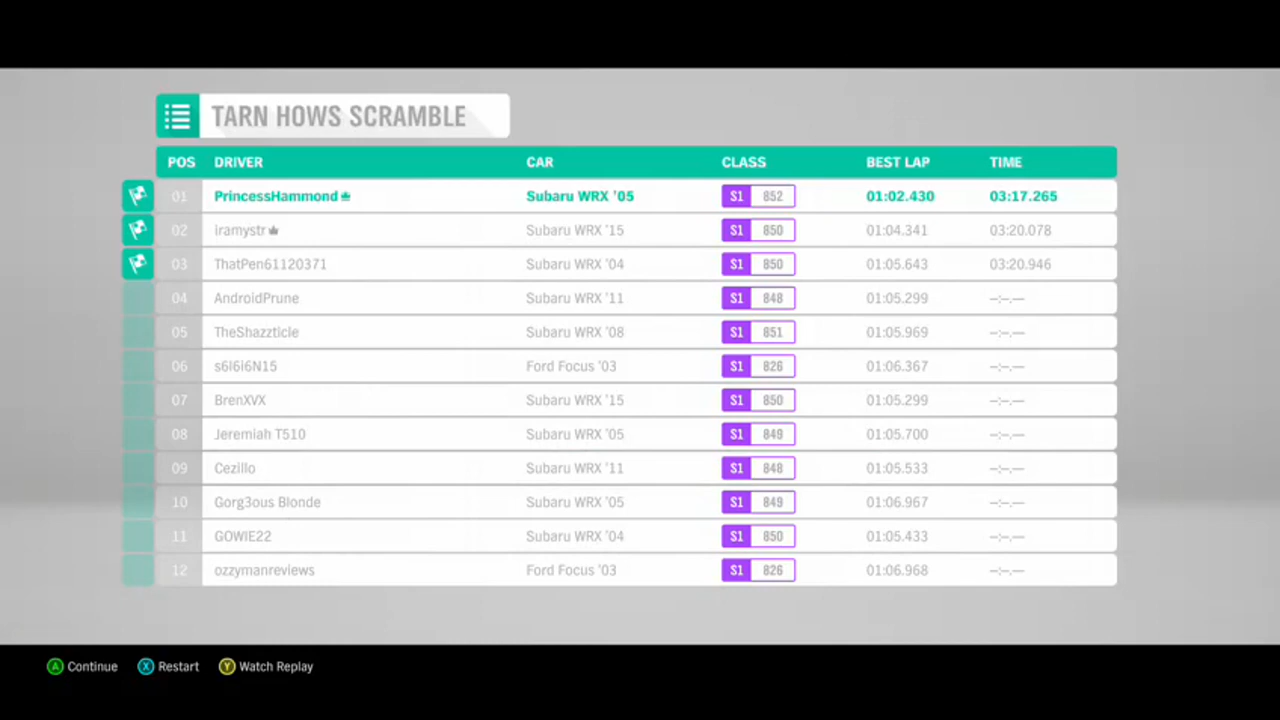 TARN HOWS SCRAMBLE
POS DRIVER CAR CLASS BEST LAP TIME
01 PrincessHammond Subaru WRX '05 S1 852 01:02.430 03:17.265
02 iramystr Subaru WRX '15 S1 850 01:04.341 03:20.078
03 ThatPen61120371 Subaru WRX '04 S1 850 01:05.643 03:20.946
04 AndroidPrune Subaru WRX '11 S1 848 01:05.299 --:--.---
05 TheShazzticle Subaru WRX '08 S1 851 01:05.969 --:--.---
06 s6l6i6N15 Ford Focus '03 S1 826 01:06.367 --:--.---
07 BrenXVX Subaru WRX '15 S1 850 01:05.299 --:--.---
08 Jeremiah T510 Subaru WRX '05 S1 849 01:05.700 --:--.---
09 Cezillo Subaru WRX '11 S1 848 01:05.533 --:--.---
10 Gorg3ous Blonde Subaru WRX '05 S1 849 01:06.967 --:--.---
11 GOWIE22 Subaru WRX '04 S1 850 01:05.433 --:--.---
12 ozzymanreviews Ford Focus '03 S1 826 01:06.968 --:--.---
A Continue X Restart Y Watch Replay